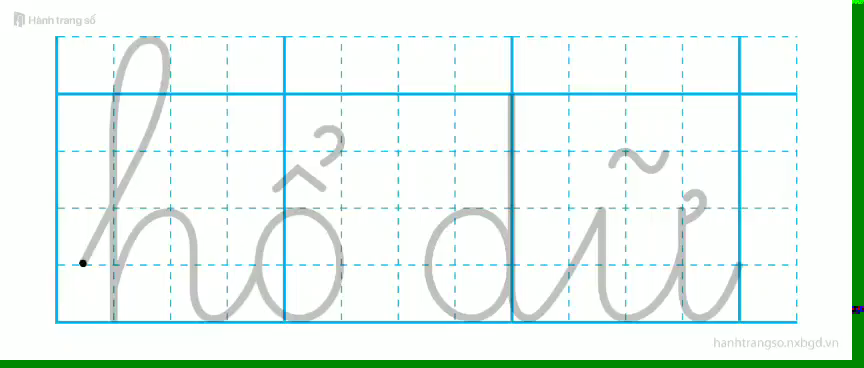 Hành trang số
hổ dữ
hanhtrangso.nxbgd.vn